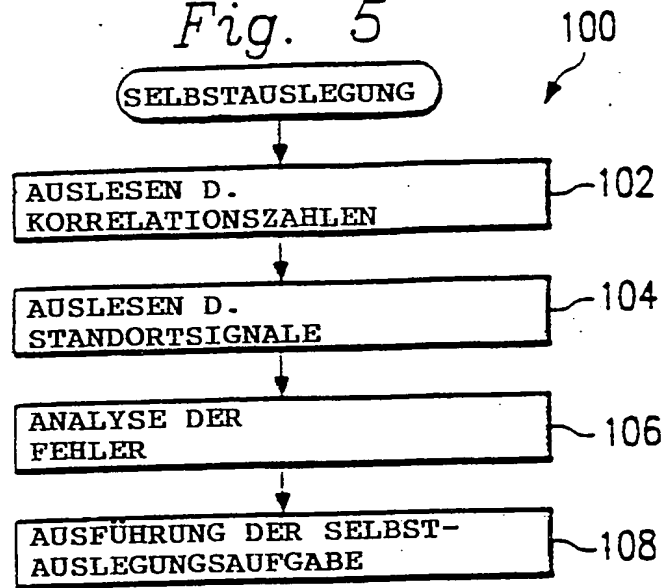 Fig. 5
100
SELBSTAUSLEGUNG
AUSLESEN D.
KORRELATIONSZAHLEN
102
AUSLESEN D.
STANDORTSIGNALE
104
ANALYSE DER
FEHLER
106
AUSFÜHRUNG DER SELBST-
AUSLEGUNGSAUFGABE
108